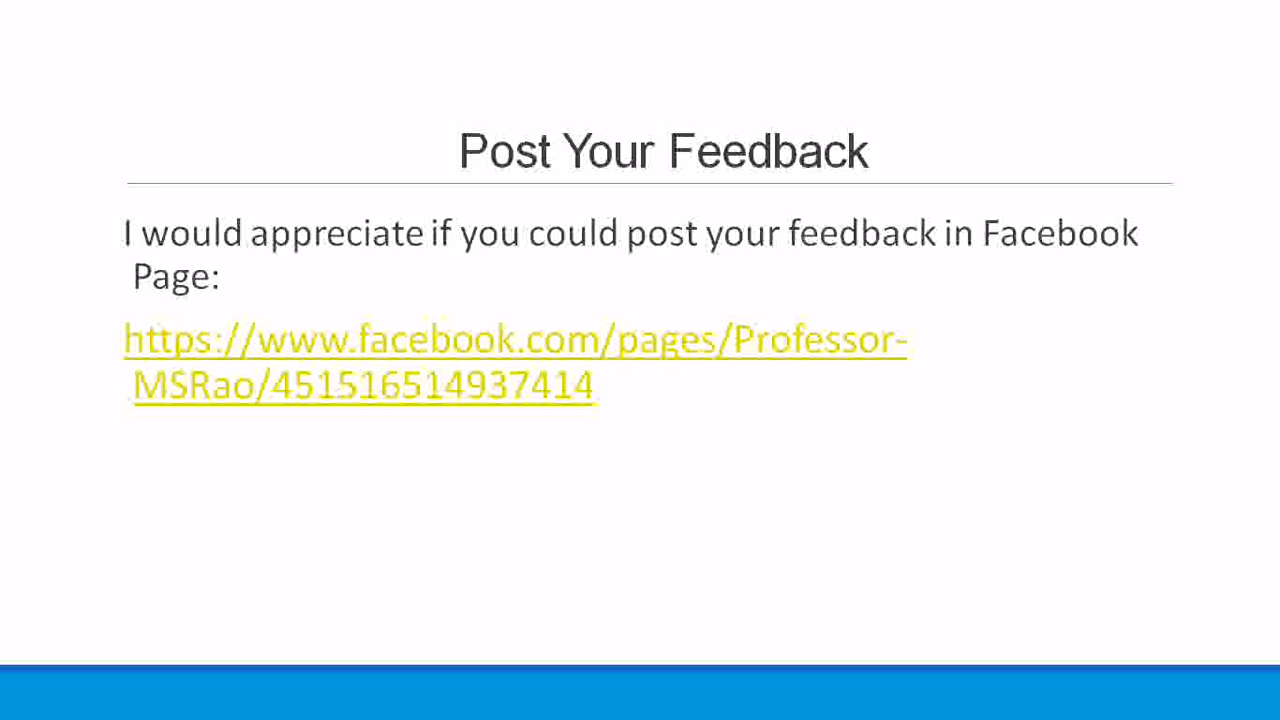 Post Your Feedback
I would appreciate if you could post your feedback in Facebook
Page:
https://www.facebook.com/pages/Professor-
MSRao/451516514937414